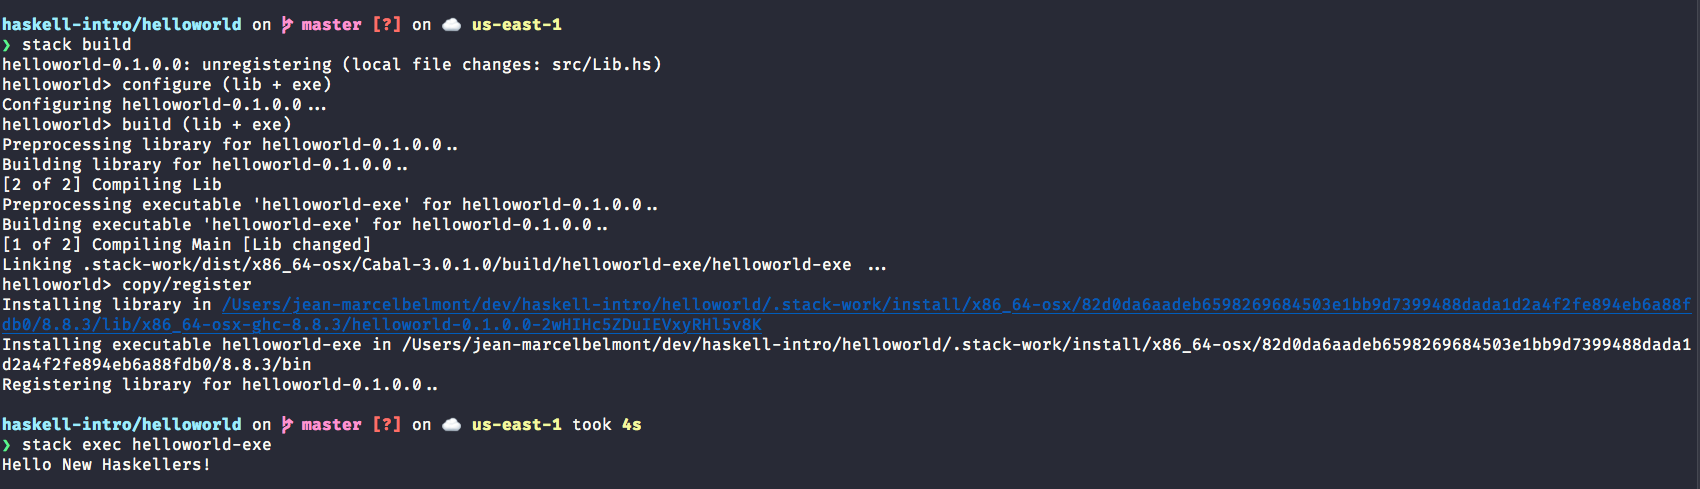 haskell-intro/helloworld on master [?] on us-east-1
❯ stack build
helloworld-0.1.0.0: unregistering (local file changes: src/Lib.hs)
helloworld> configure (lib + exe)
Configuring helloworld-0.1.0.0...
helloworld> build (lib + exe)
Preprocessing library for helloworld-0.1.0.0..
Building library for helloworld-0.1.0.0..
[2 of 2] Compiling Lib
Preprocessing executable 'helloworld-exe' for helloworld-0.1.0.0..
Building executable 'helloworld-exe' for helloworld-0.1.0.0..
[1 of 2] Compiling Main [Lib changed]
Linking .stack-work/dist/x86_64-osx/Cabal-3.0.1.0/build/helloworld-exe/helloworld-exe ...
helloworld> copy/register
Installing library in /Users/jean-marcelbelmont/dev/haskell-intro/helloworld/.stack-work/install/x86_64-osx/82d0da6aadeb6598269684503e1bb9d7399488dada1d2a4f2fe894eb6a88f
db0/8.8.3/lib/x86_64-osx-ghc-8.8.3/helloworld-0.1.0.0-2wHIHc5ZDuIEVxyRHl5v8K
Installing executable helloworld-exe in /Users/jean-marcelbelmont/dev/haskell-intro/helloworld/.stack-work/install/x86_64-osx/82d0da6aadeb6598269684503e1bb9d7399488dada1
d2a4f2fe894eb6a88fdb0/8.8.3/bin
Registering library for helloworld-0.1.0.0..
haskell-intro/helloworld on master [?] on us-east-1 took 4s
❯ stack exec helloworld-exe
Hello New Haskellers!